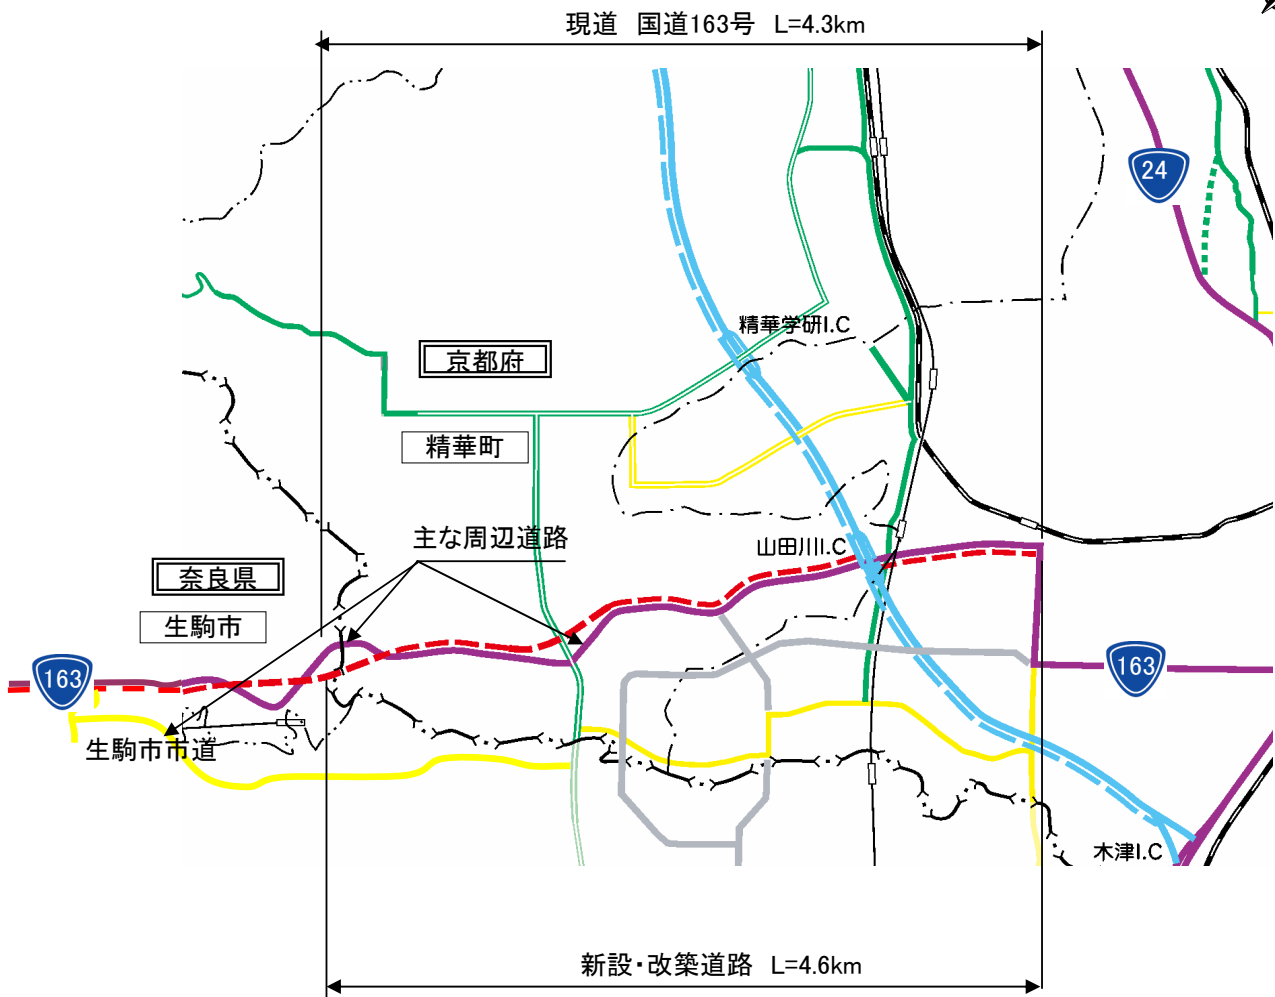 現道 国道163号 L=4.3km
24
精華学研I.C
京都府
精華町
主な周辺道路
山田川I.C
奈良県
生駒市
163
163
生駒市市道
木津I.C
新設・改築道路 L=4.6km